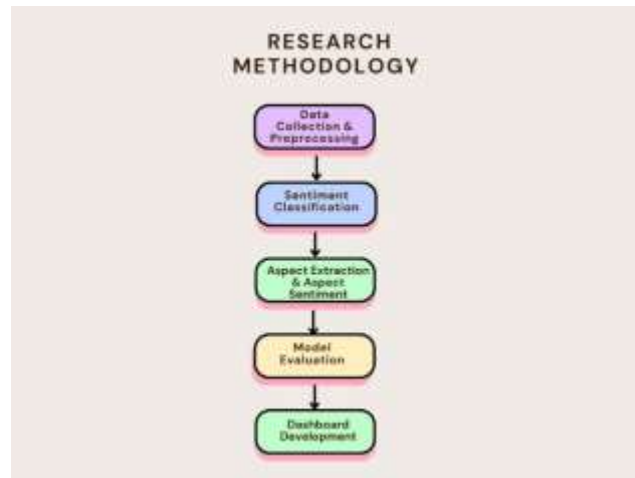 RESEARCH
METHODOLOGY
Data
Collection &
Preprocessing
Sentiment
Classification
Aspect Extraction
& Aspect
Sentiment
Model
Evaluation
Dashboard
Development